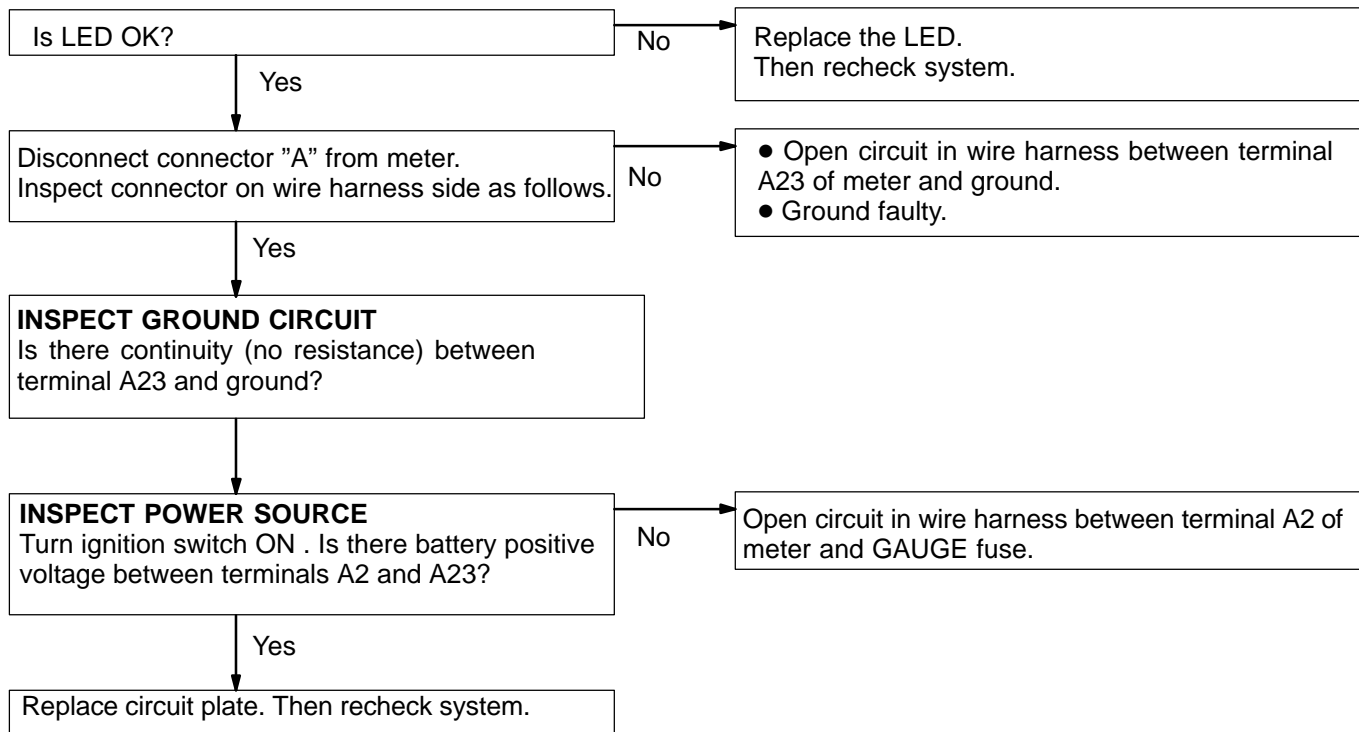 Is LED OK?
No
Replace the LED.
Then recheck system.
Yes
Disconnect connector ”A” from meter.
Inspect connector on wire harness side as follows.
No
● Open circuit in wire harness between terminal
A23 of meter and ground.
● Ground faulty.
Yes
INSPECT GROUND CIRCUIT
Is there continuity (no resistance) between
terminal A23 and ground?
INSPECT POWER SOURCE
Turn ignition switch ON . Is there battery positive
voltage between terminals A2 and A23?
No
Open circuit in wire harness between terminal A2 of
meter and GAUGE fuse.
Yes
Replace circuit plate. Then recheck system.